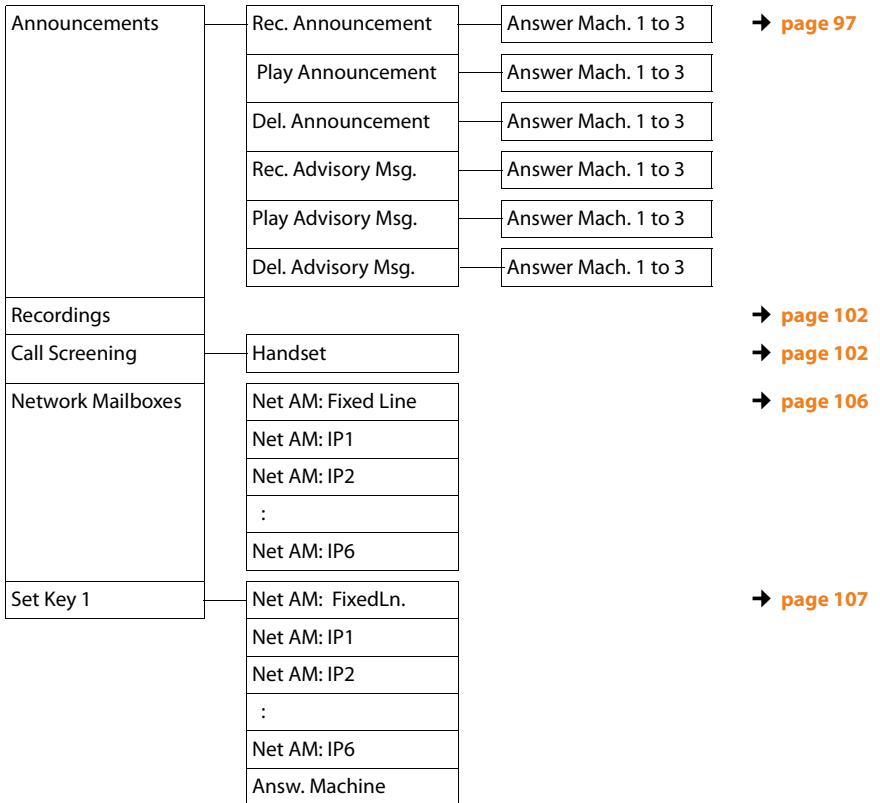 Announcements Rec. Announcement Answer Mach. 1 to 3 ➔ page 97
Play Announcement Answer Mach. 1 to 3
Del. Announcement Answer Mach. 1 to 3
Rec. Advisory Msg. Answer Mach. 1 to 3
Play Advisory Msg. Answer Mach. 1 to 3
Del. Advisory Msg. Answer Mach. 1 to 3
Recordings ➔ page 102
Call Screening Handset ➔ page 102
Network Mailboxes Net AM: Fixed Line ➔ page 106
Net AM: IP1
Net AM: IP2
:
Net AM: IP6
Set Key 1 Net AM: FixedLn. ➔ page 107
Net AM: IP1
Net AM: IP2
:
Net AM: IP6
Answ. Machine